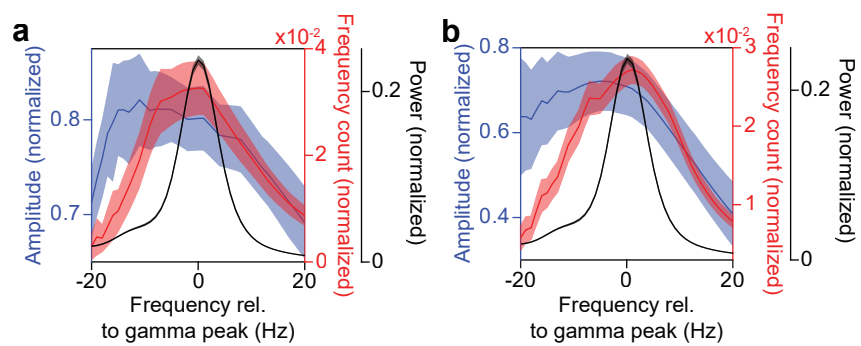 a
Amplitude (normalized)
0.8
0.7
x10-2
4
2
0
Frequency count (normalized)
0.2
0
Power (normalized)
-20
0
20
Frequency rel.
to gamma peak (Hz)
b
Amplitude (normalized)
0.8
0.6
0.4
x10-2
3
2
1
Frequency count (normalized)
0.2
0
Power (normalized)
-20
0
20
Frequency rel.
to gamma peak (Hz)